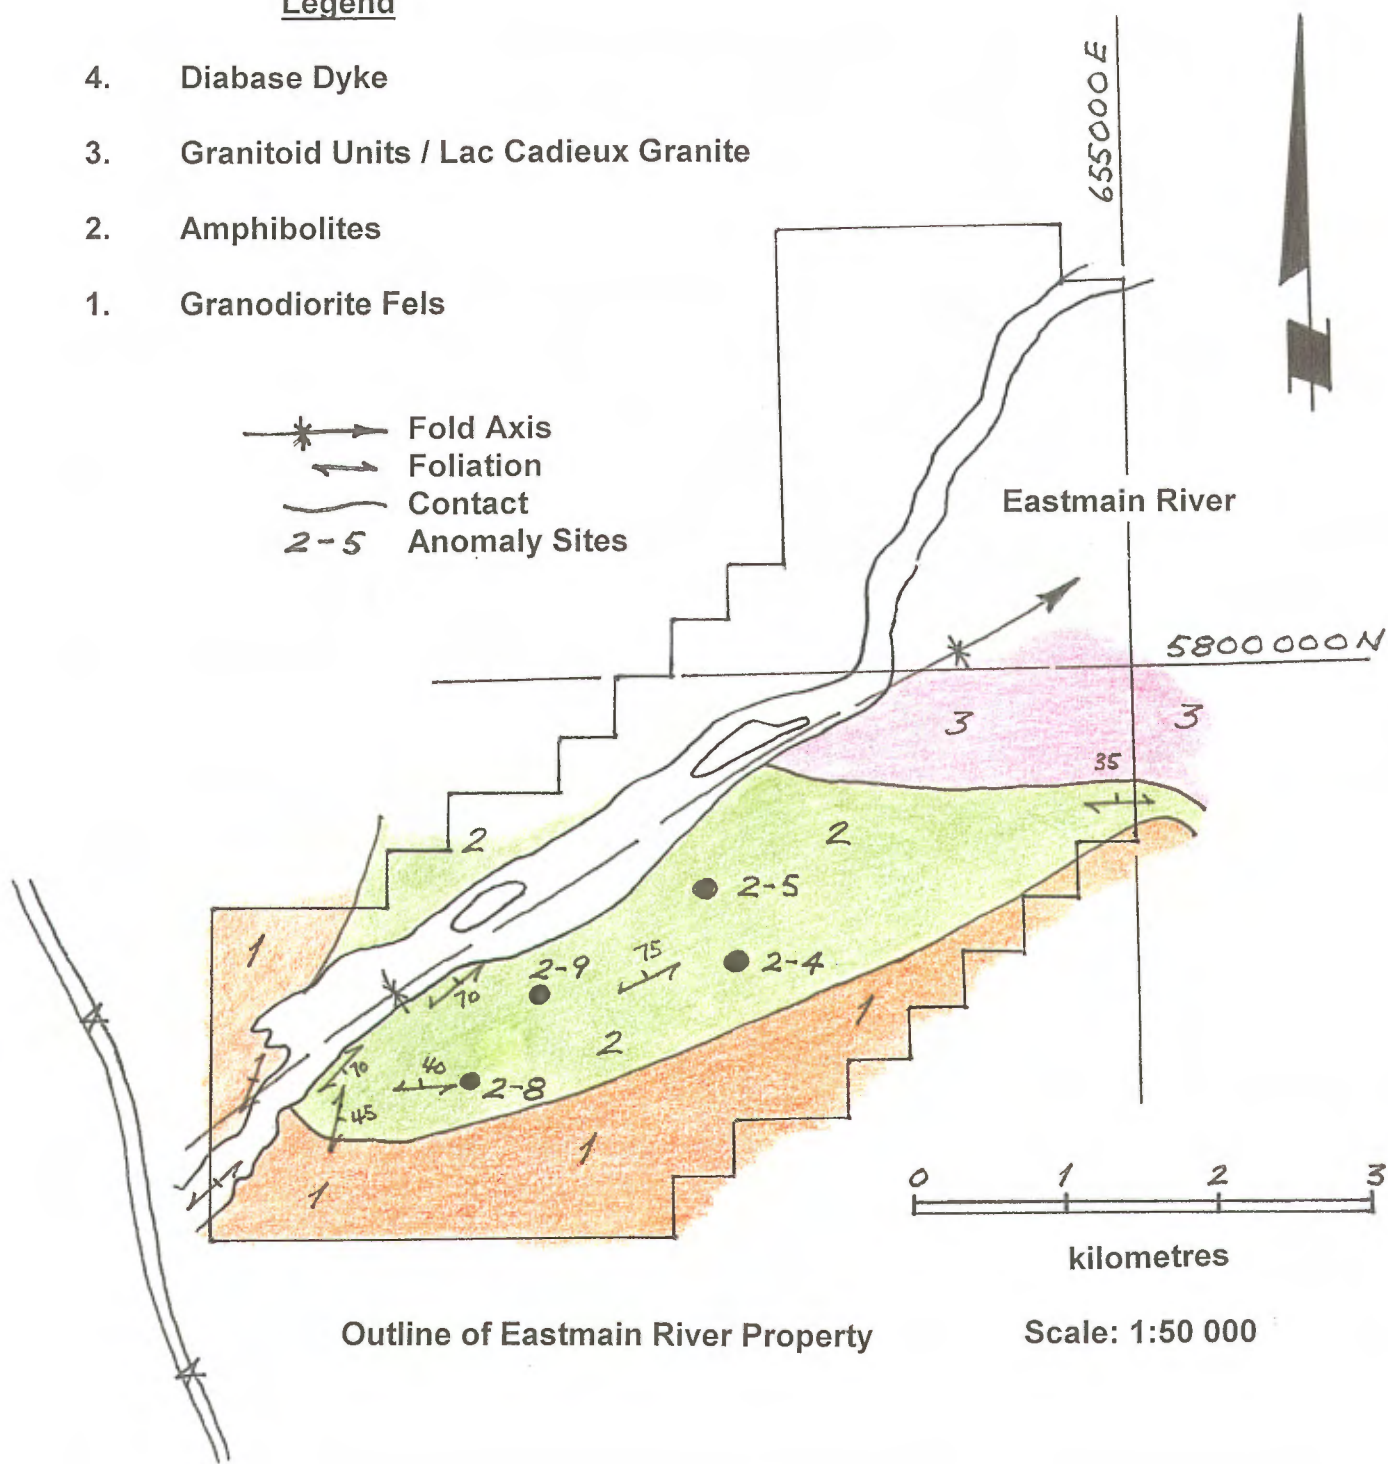 Legend
4. Diabase Dyke
3. Granitoid Units / Lac Cadieux Granite
2. Amphibolites
1. Granodiorite Fels
Fold Axis
Foliation
Contact
2-5 Anomaly Sites
655000E
Eastmain River
5800000N
3
3
35
2
2
2-5
1
75
2-4
2-9
70
1
2
70
40
2-8
45
1
1
0 1 2 3
kilometres
Outline of Eastmain River Property
Scale: 1:50 000
4
4